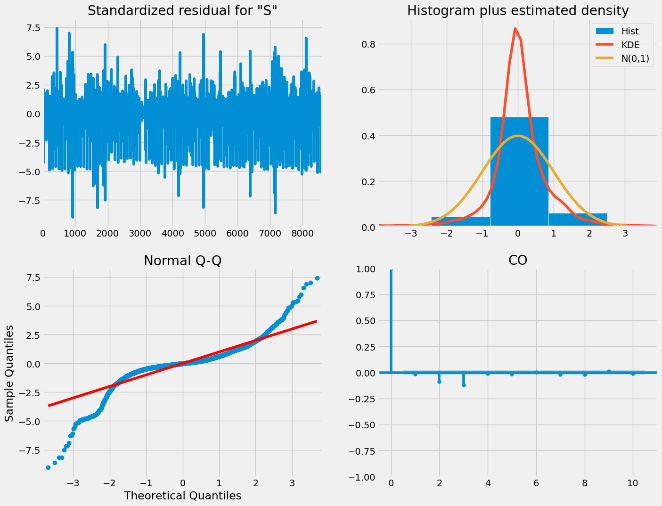 Standardized residual for "S"
7.5
5.0
2.5
0.0
−2.5
−5.0
−7.5
0 1000 2000 3000 4000 5000 6000 7000 8000
Histogram plus estimated density
Hist
KDE
N(0,1)
0.8
0.6
0.4
0.2
0.0
−3 −2 −1 0 1 2 3
Normal Q-Q
7.5
5.0
2.5
0.0
−2.5
−5.0
−7.5
Sample Quantiles
−3 −2 −1 0 1 2 3
Theoretical Quantiles
CO
1.00
0.75
0.50
0.25
0.00
−0.25
−0.50
−0.75
−1.00
0 2 4 6 8 10